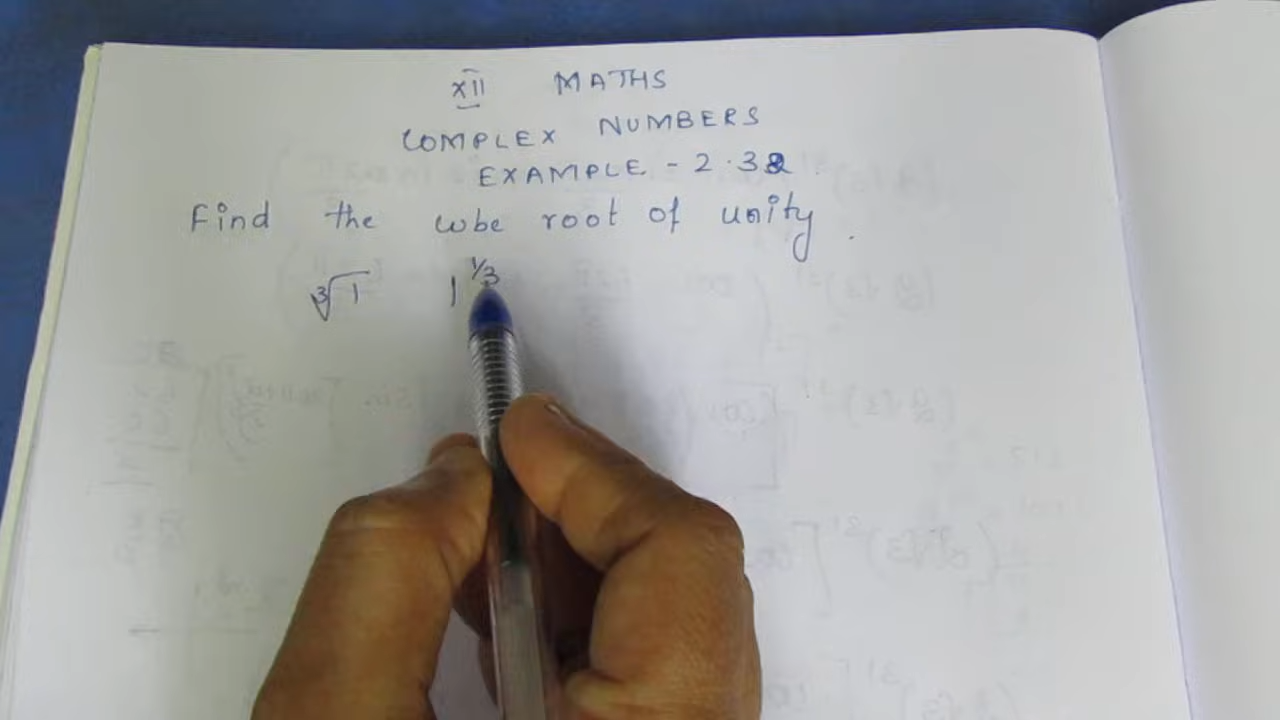 XII MATHS
COMPLEX NUMBERS
EXAMPLE - 2.32.
Find the cube root of unity.
∛1 1^1/3